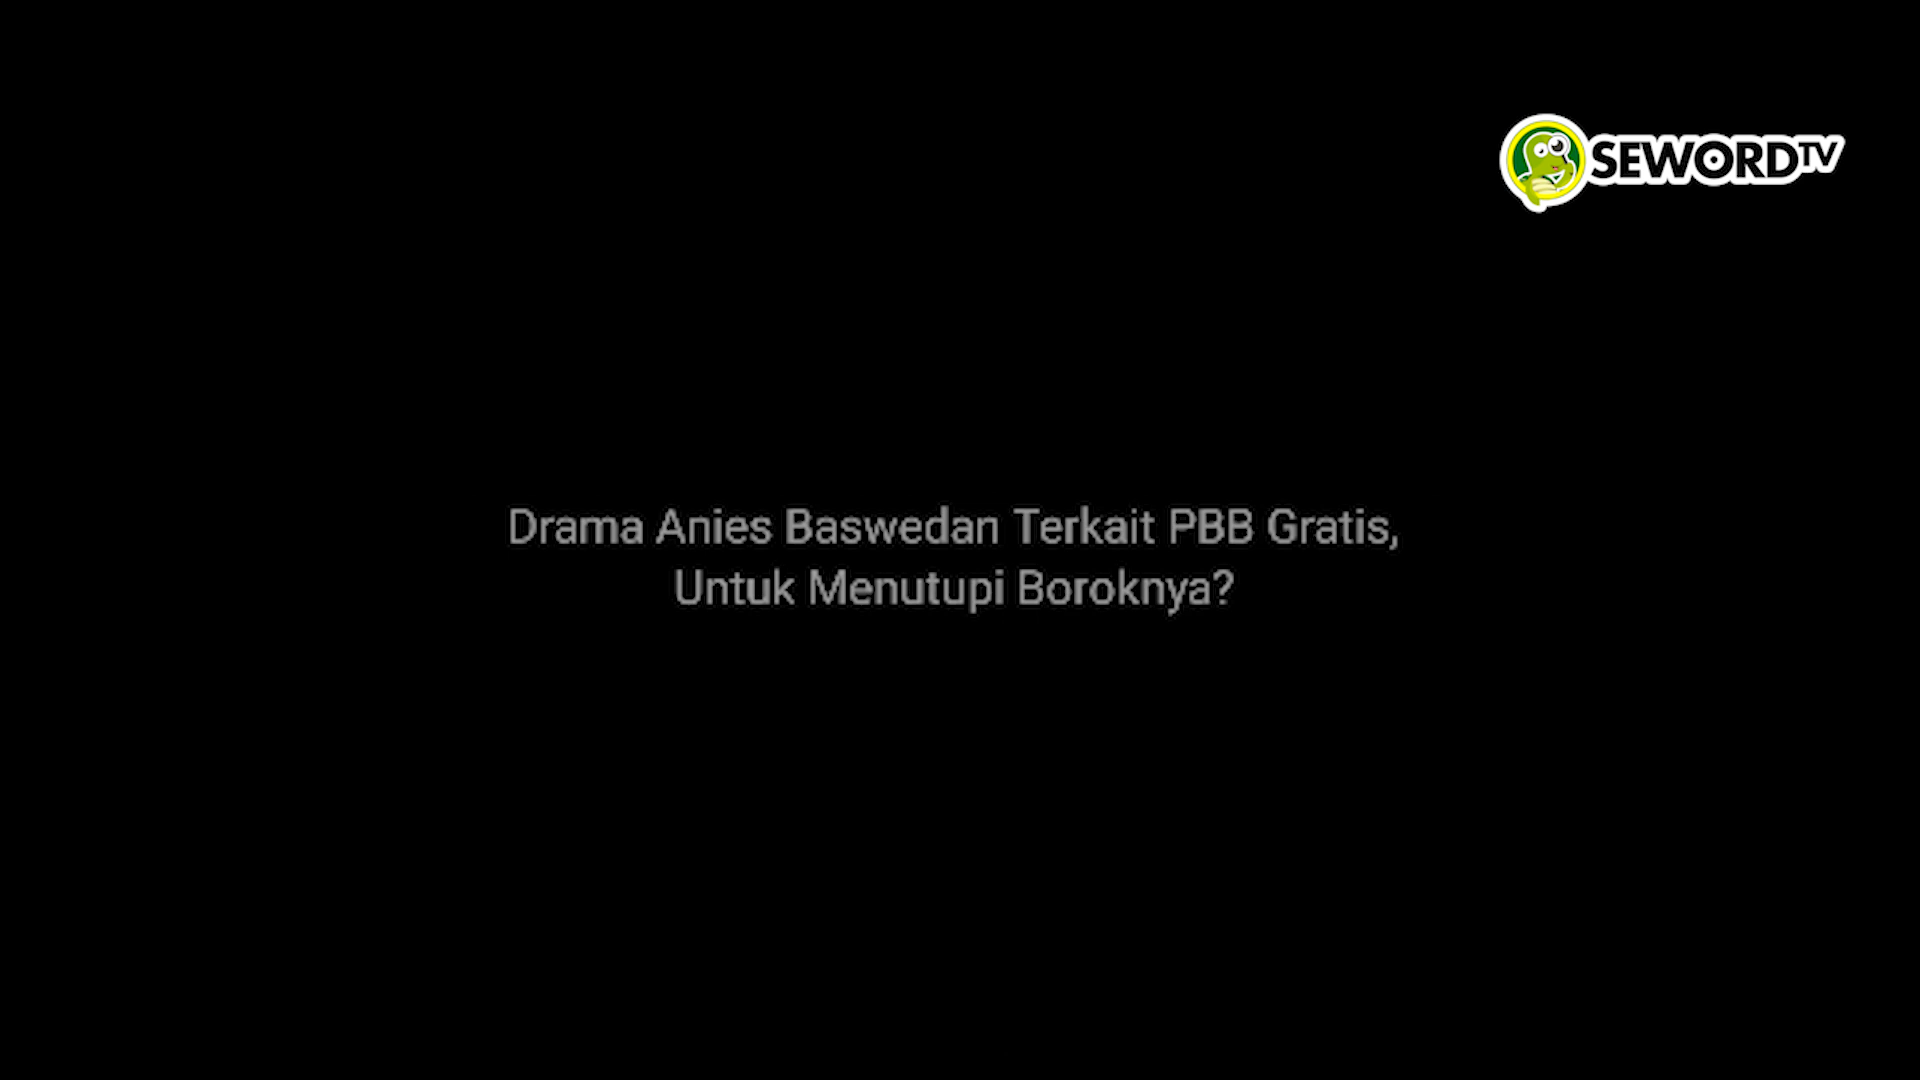 SEWORDTV
Drama Anies Baswedan Terkait PBB Gratis,
Untuk Menutupi Boroknya?